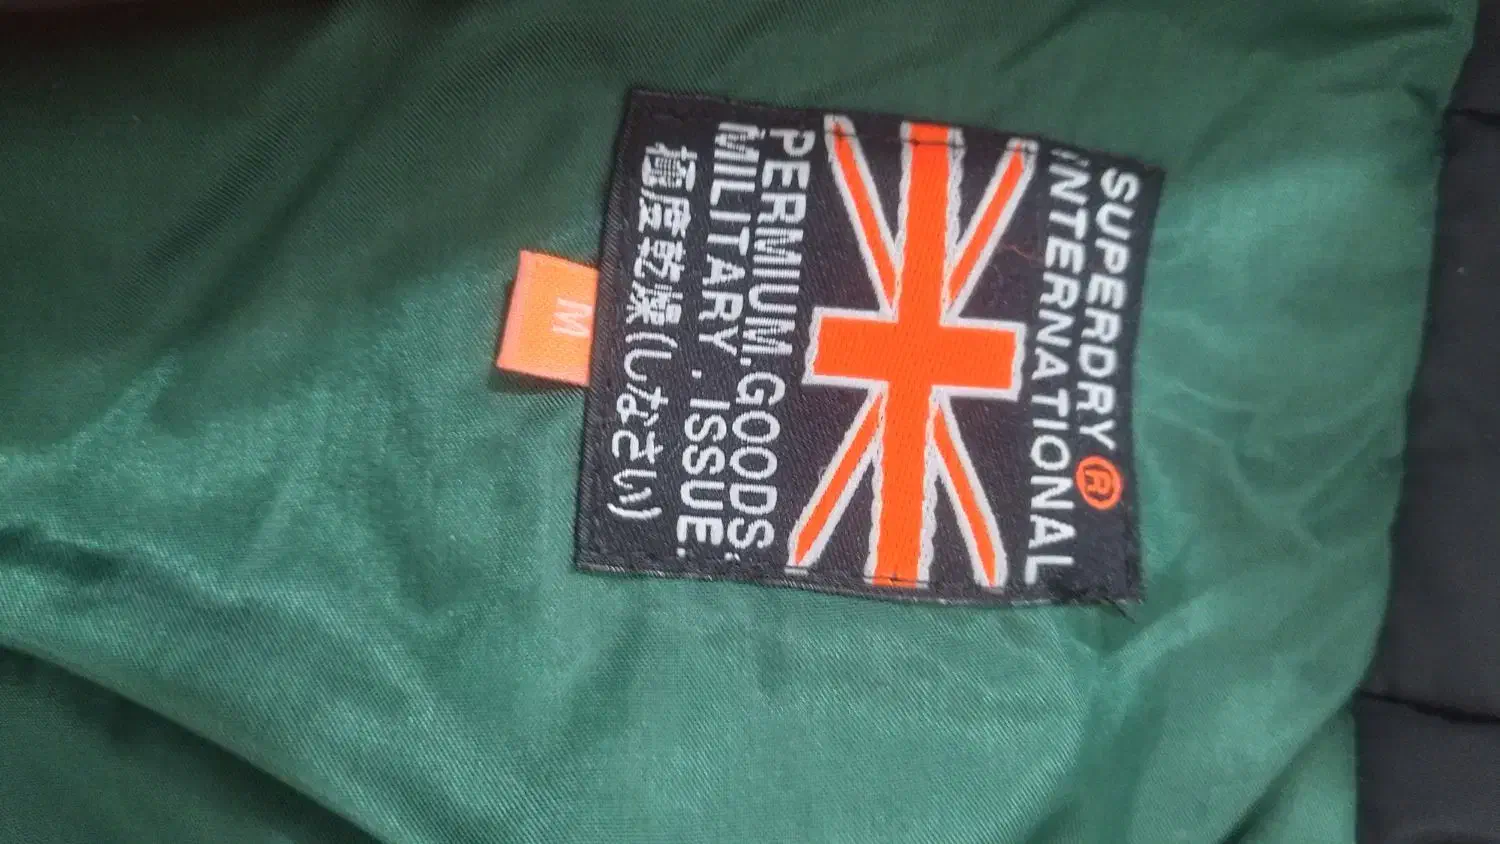 SUPERDRY®
INTERNATIONAL
PERMIUM.GOODS:
MILITARY . ISSUE.
極度乾燥(しなさい)
M